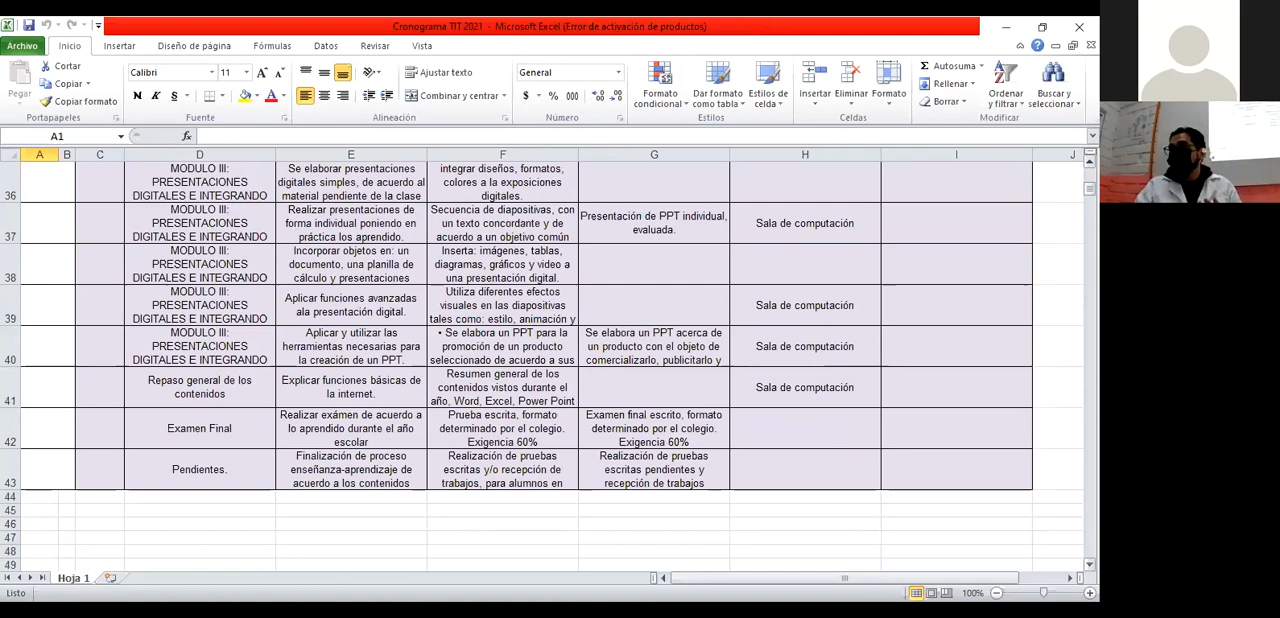 Cronograma TIT 2021 - Microsoft Excel (Error de activación de productos)
Archivo Inicio Insertar Diseño de página Fórmulas Datos Revisar Vista
Pegar
Cortar
Copiar
Copiar formato
Portapapeles
Calibri 11
N K S
Fuente
Ajustar texto
Combinar y centrar
Alineación
General
$ % 000
Número
Formato condicional
Dar formato como tabla
Estilos de celda
Estilos
Insertar Eliminar Formato
Celdas
Autosuma
Rellenar
Borrar
Ordenar y filtrar
Buscar y seleccionar
Modificar
A1 fx
A B C D E F G H I J
36
MODULO III:
PRESENTACIONES
DIGITALES E INTEGRANDO
Se elaborar presentaciones
digitales simples, de acuerdo al
material pendiente de la clase
integrar diseños, formatos,
colores a la exposiciones
digitales.
37
MODULO III:
PRESENTACIONES
DIGITALES E INTEGRANDO
Realizar presentaciones de
forma individual poniendo en
práctica los aprendido.
Secuencia de diapositivas, con
un texto concordante y de
acuerdo a un objetivo común
Presentación de PPT individual,
evaluada.
Sala de computación
38
MODULO III:
PRESENTACIONES
DIGITALES E INTEGRANDO
Incorporar objetos en: un
documento, una planilla de
cálculo y presentaciones
Inserta: imágenes, tablas,
diagramas, gráficos y video a
una presentación digital.
39
MODULO III:
PRESENTACIONES
DIGITALES E INTEGRANDO
Aplicar funciones avanzadas
ala presentación digital.
Utiliza diferentes efectos
visuales en las diapositivas
tales como: estilo, animación y
Sala de computación
40
MODULO III:
PRESENTACIONES
DIGITALES E INTEGRANDO
Aplicar y utilizar las
herramientas necesarias para
la creación de un PPT.
• Se elabora un PPT para la
promoción de un producto
seleccionado de acuerdo a sus
Se elabora un PPT acerca de
un producto con el objeto de
comercializarlo, publicitarlo y
Sala de computación
41
Repaso general de los
contenidos
Explicar funciones básicas de
la internet.
Resumen general de los
contenidos vistos durante el
año, Word, Excel, Power Point
Sala de computación
42
Examen Final
Realizar exámen de acuerdo a
lo aprendido durante el año
escolar
Prueba escrita, formato
determinado por el colegio.
Exigencia 60%
Examen final escrito, formato
determinado por el colegio.
Exigencia 60%
43
Pendientes.
Finalización de proceso
enseñanza-aprendizaje de
acuerdo a los contenidos
Realización de pruebas
escritas y/o recepción de
trabajos, para alumnos en
Realización de pruebas
escritas pendientes y
recepción de trabajos
44
45
46
47
48
49
Hoja 1
Listo 100%